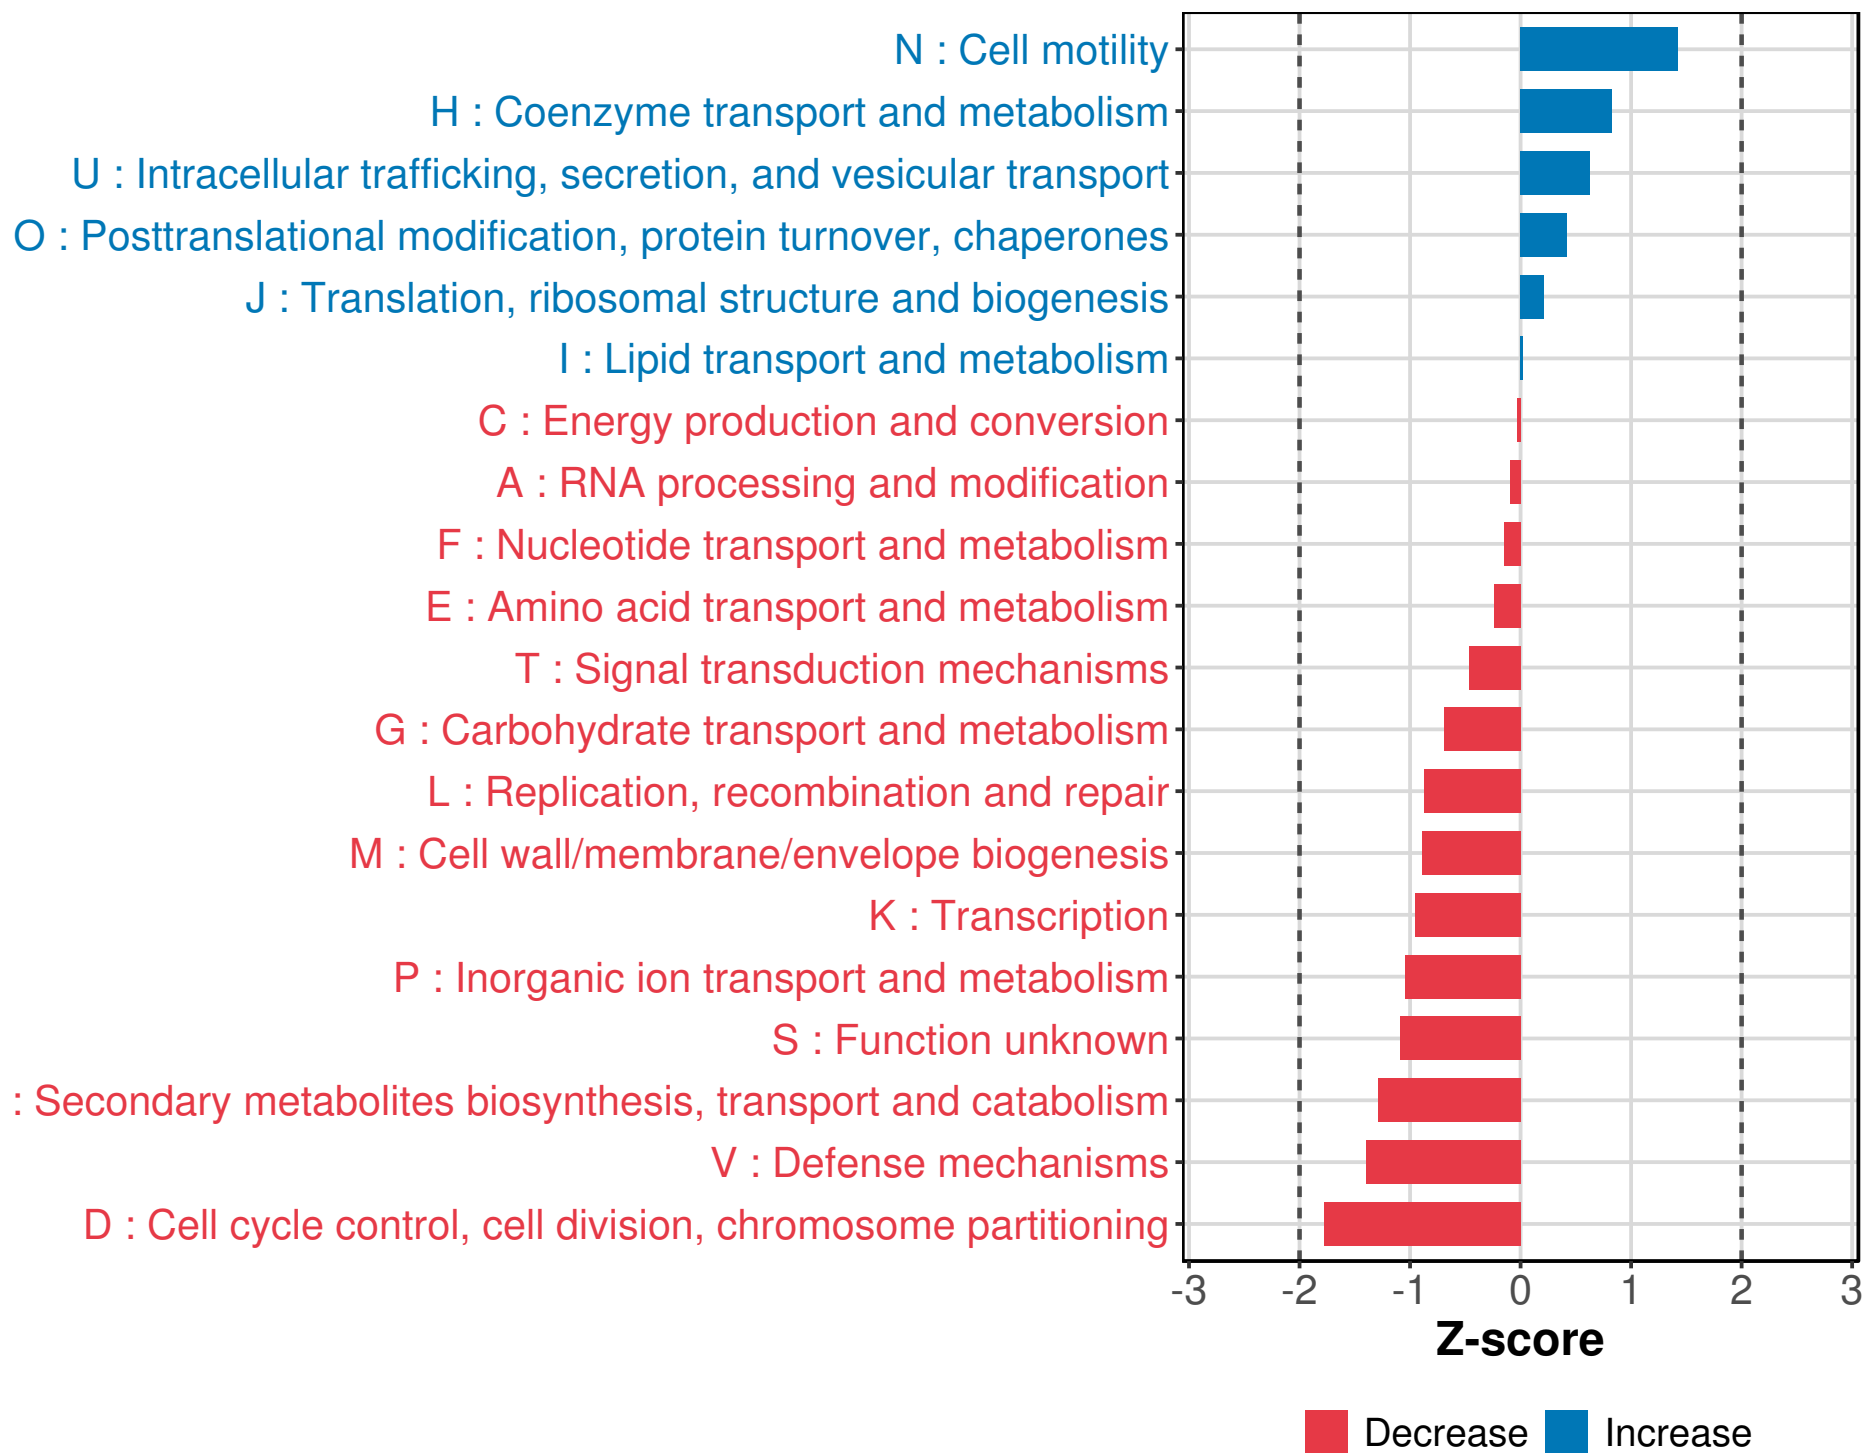 N : Cell motility
H : Coenzyme transport and metabolism
U : Intracellular trafficking, secretion, and vesicular transport
O : Posttranslational modification, protein turnover, chaperones
J : Translation, ribosomal structure and biogenesis
I : Lipid transport and metabolism
C : Energy production and conversion
A : RNA processing and modification
F : Nucleotide transport and metabolism
E : Amino acid transport and metabolism
T : Signal transduction mechanisms
G : Carbohydrate transport and metabolism
L : Replication, recombination and repair
M : Cell wall/membrane/envelope biogenesis
K : Transcription
P : Inorganic ion transport and metabolism
S : Function unknown
: Secondary metabolites biosynthesis, transport and catabolism
V : Defense mechanisms
D : Cell cycle control, cell division, chromosome partitioning
-3 -2 -1 0 1 2 3
Z-score
Decrease Increase